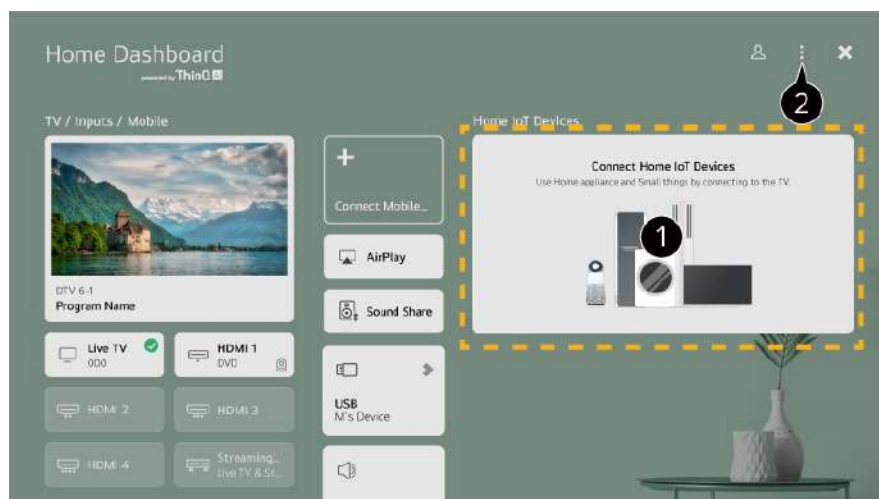 Home Dashboard
powered by ThinQ AI
2
TV / Inputs / Mobile
Home IoT Devices
Connect Home IoT Devices
Use Home appliance and Small things by connecting to the TV.
1
DTV 6-1
Program Name
Live TV
000
HDMI 1
DVD
HDMI 2
HDMI 3
HDMI 4
Streaming...
Live TV & St...
Connect Mobile...
AirPlay
Sound Share
USB
M's Device